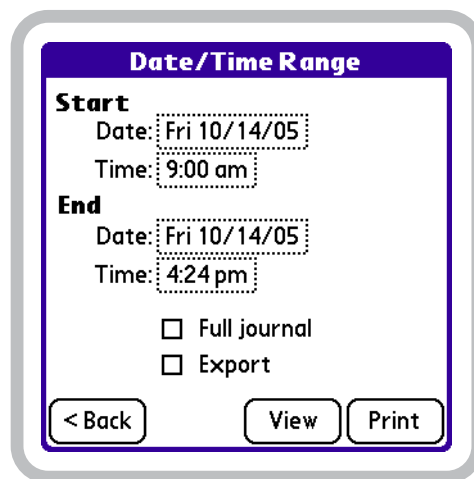 Date/Time Range
Start
Date: Fri 10/14/05
Time: 9:00 am
End
Date: Fri 10/14/05
Time: 4:24 pm
Full journal
Export
< Back View Print